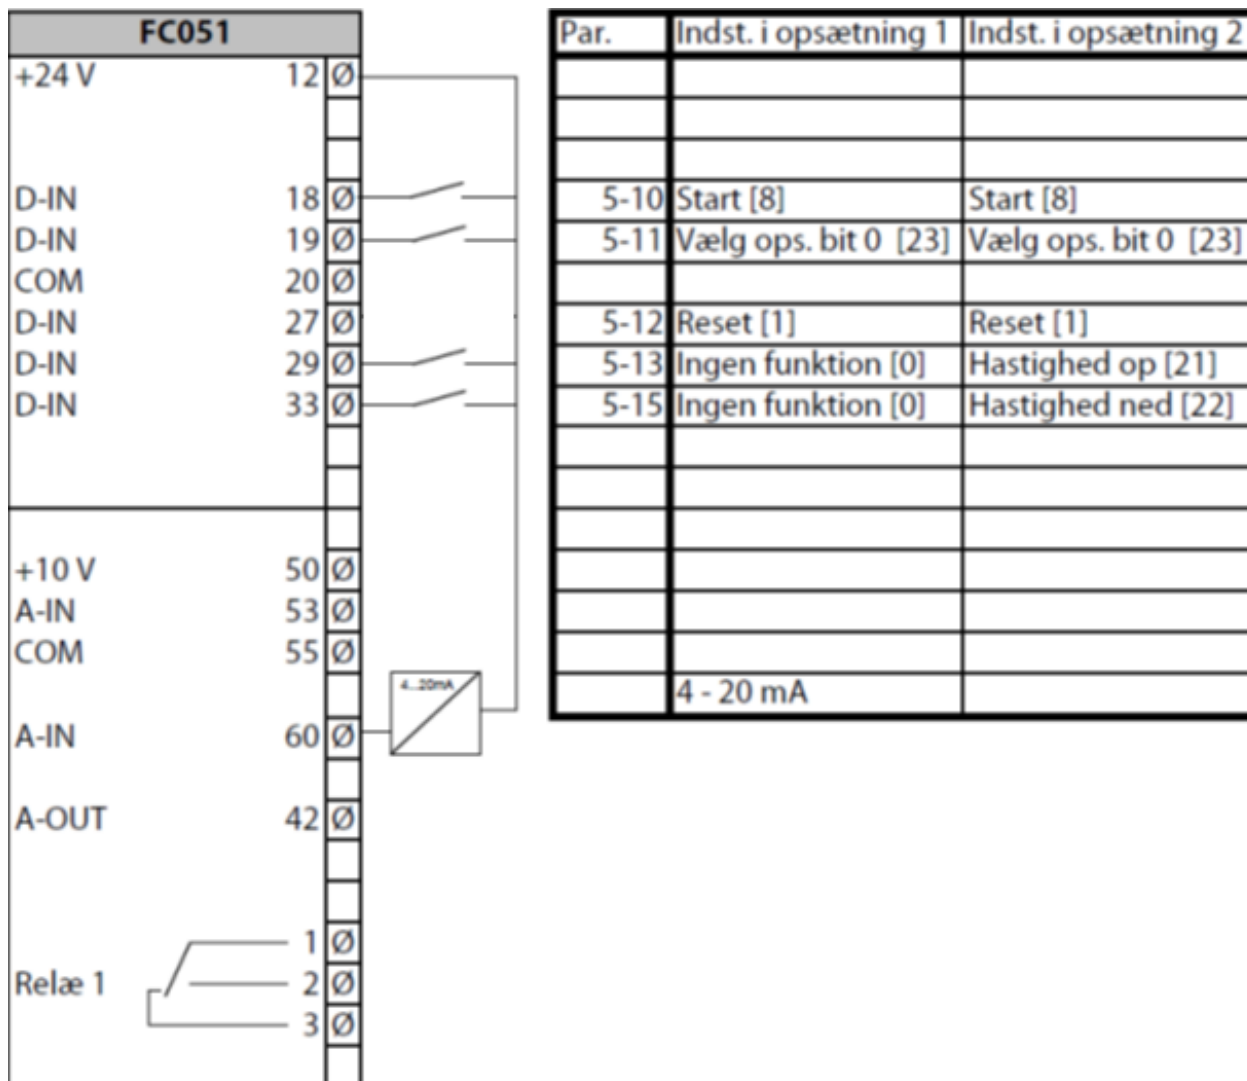 FC051
Par. Indst. i opsætning 1 Indst. i opsætning 2
+24 V 12 Ø
D-IN 18 Ø 5-10 Start [8] Start [8]
D-IN 19 Ø 5-11 Vælg ops. bit 0 [23] Vælg ops. bit 0 [23]
COM 20 Ø
D-IN 27 Ø 5-12 Reset [1] Reset [1]
D-IN 29 Ø 5-13 Ingen funktion [0] Hastighed op [21]
D-IN 33 Ø 5-15 Ingen funktion [0] Hastighed ned [22]
+10 V 50 Ø
A-IN 53 Ø
COM 55 Ø
4...20mA 4 - 20 mA
A-IN 60 Ø
A-OUT 42 Ø
1 Ø
Relæ 1 2 Ø
3 Ø